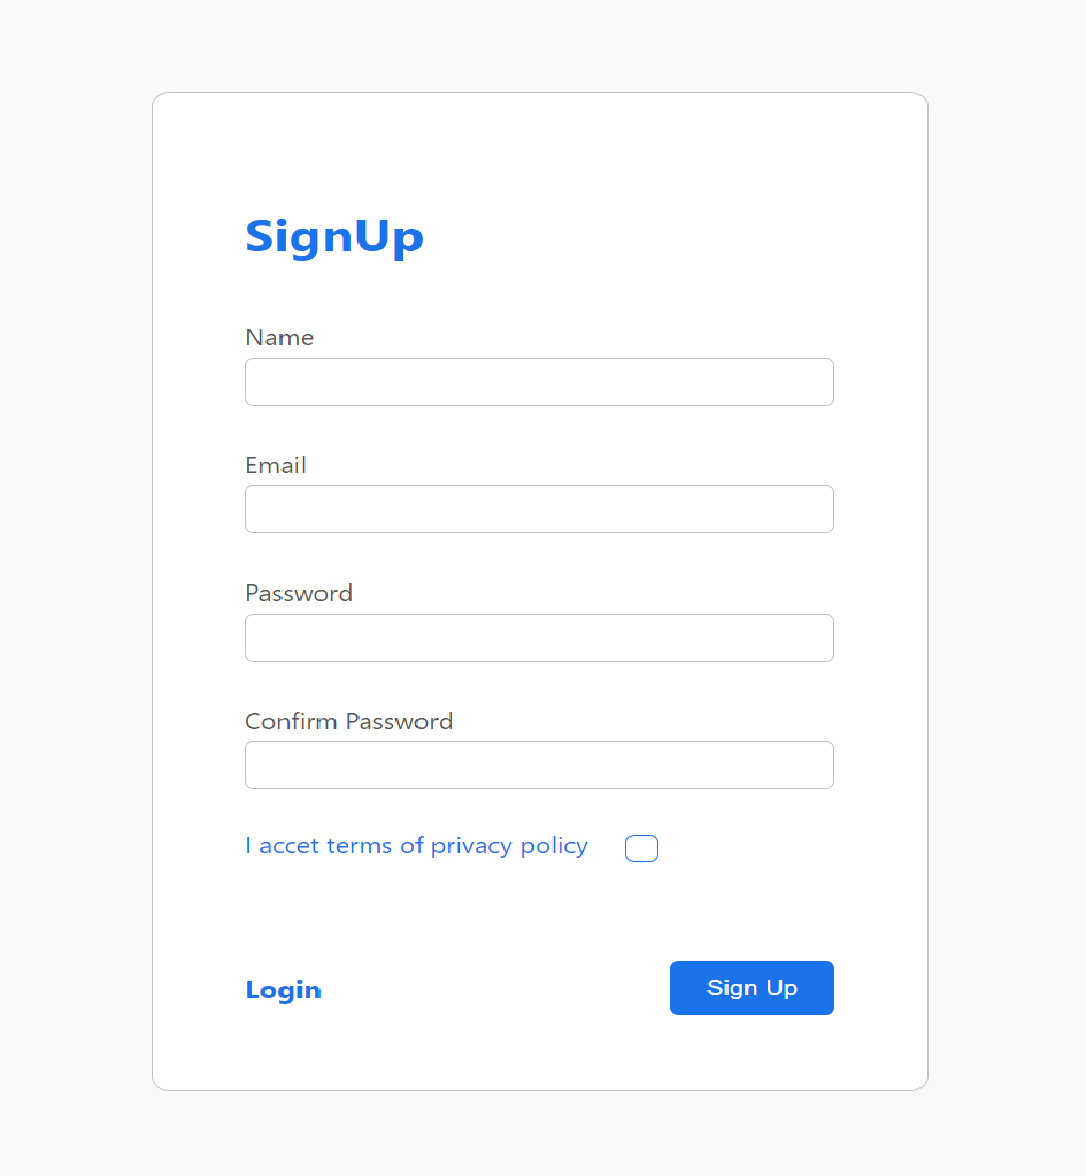 SignUp
Name
Email
Password
Confirm Password
I accet terms of privacy policy
Login
Sign Up